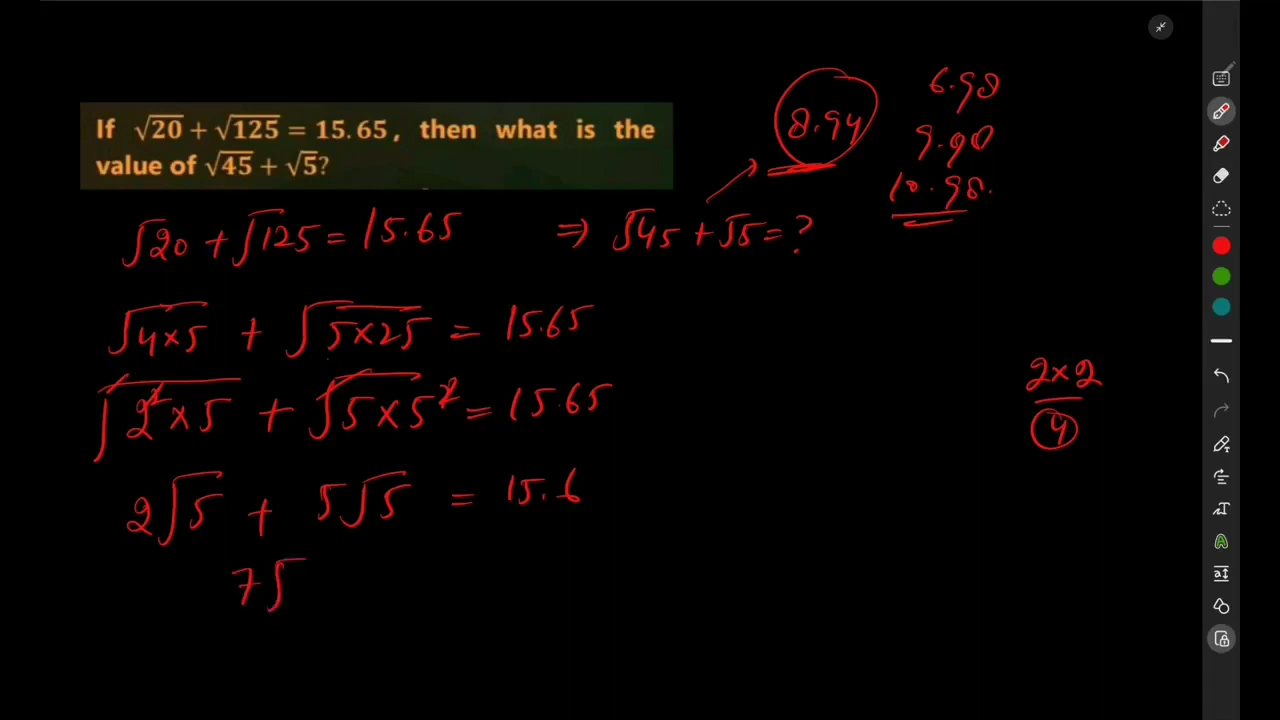 If √20 + √125 = 15.65, then what is the
value of √45 + √5?
8.94
6.98
9.98
10.98.
√20 + √125 = 15.65 ⇒ √45 + √5 = ?
√4×5 + √5×25 = 15.65
√2²×5 + √5×5² = 15.65
2×2
4
2√5 + 5√5 = 15.6
7√